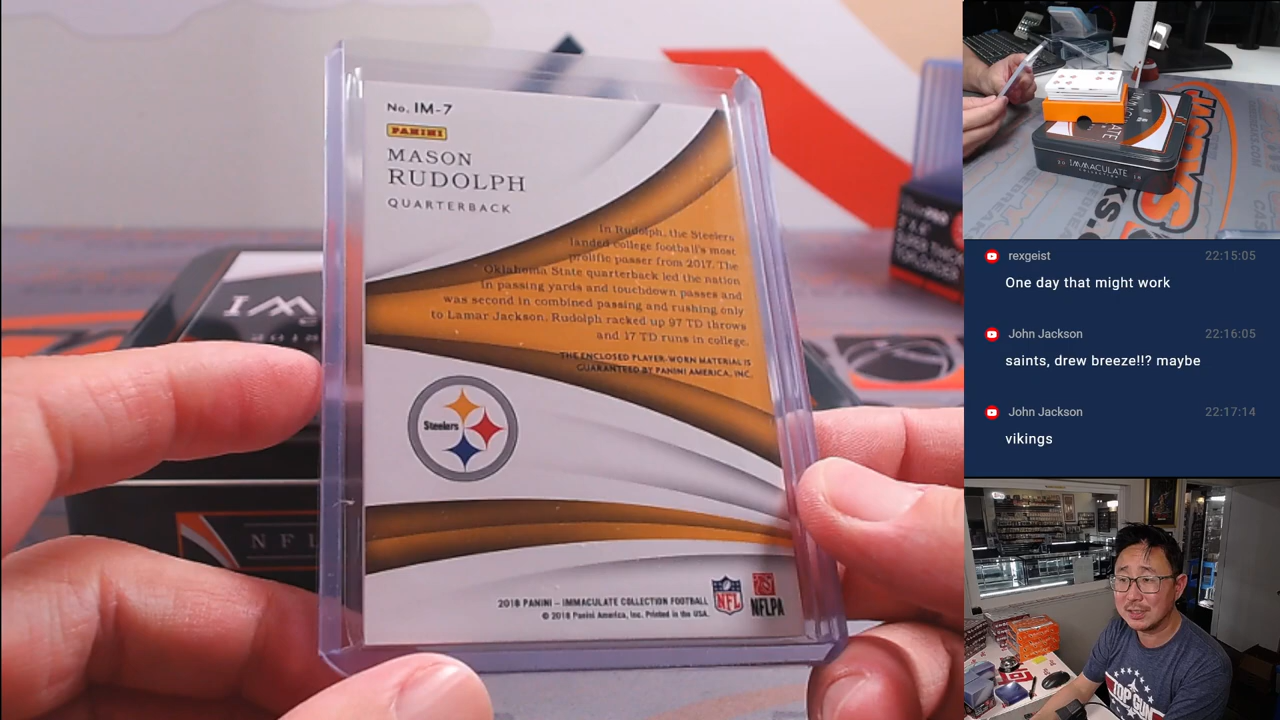 No. IM-7
PANINI
MASON
RUDOLPH
QUARTERBACK
In Rudolph, the Steelers
landed college football's most
prolific passer from 2017. The
Oklahoma State quarterback led the nation
in passing yards and touchdown passes and
was second in combined passing and rushing only
to Lamar Jackson. Rudolph racked up 97 TD throws
and 17 TD runs in college.
THE ENCLOSED PLAYER-WORN MATERIAL IS
GUARANTEED BY PANINI AMERICA, INC.
Steelers
2018 PANINI – IMMACULATE COLLECTION FOOTBALL
© 2018 Panini America, Inc. Printed in the USA.
NFL
NFLPA
NFL
IMMACULATE
COLLECTION
JASPYS
rexgeist 22:15:05
One day that might work
John Jackson 22:16:05
saints, drew breeze!!? maybe
John Jackson 22:17:14
vikings
TOP GUN